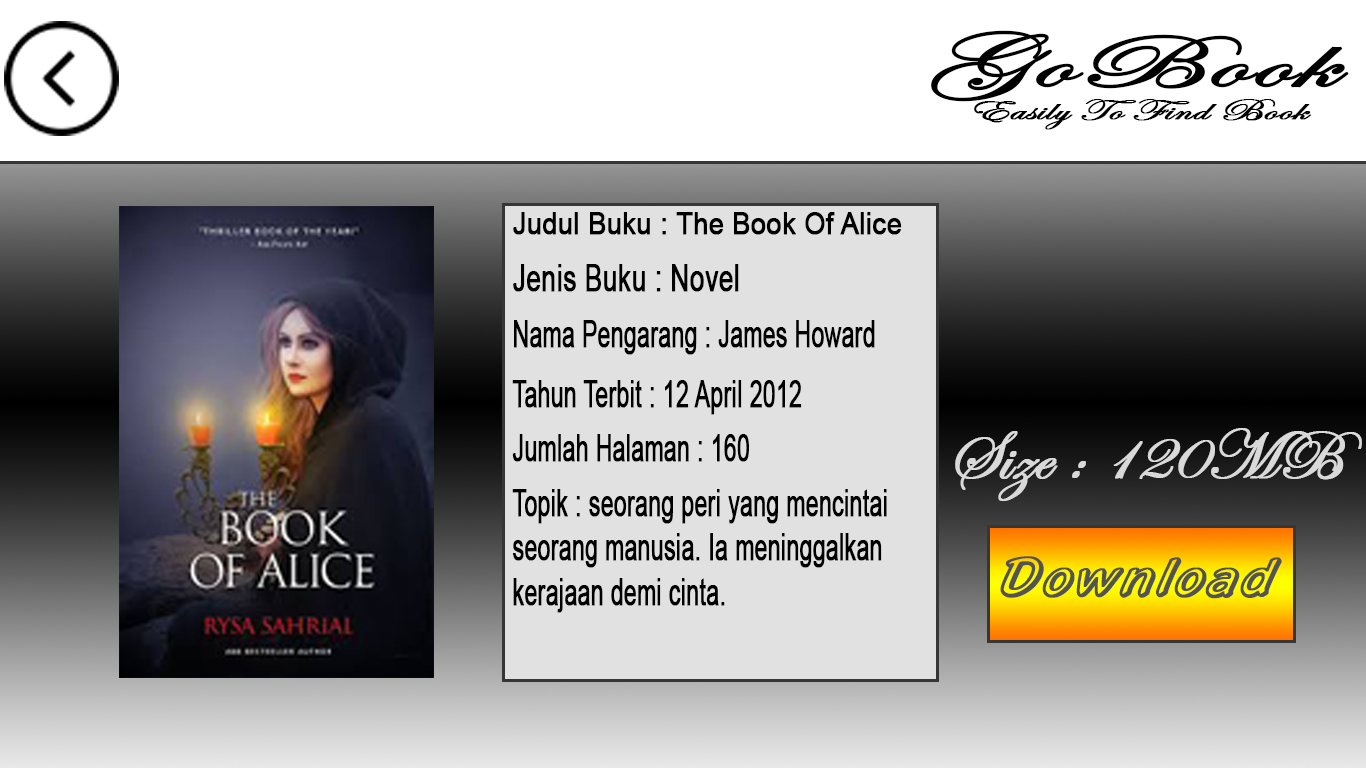 GoBook
Easily To Find Book
"THRILLER BOOK OF THE YEAR!"
THE
BOOK
OF ALICE
RYSA SAHRIAL
BESTSELLER AUTHOR
Judul Buku : The Book Of Alice
Jenis Buku : Novel
Nama Pengarang : James Howard
Tahun Terbit : 12 April 2012
Jumlah Halaman : 160
Topik : seorang peri yang mencintai
seorang manusia. Ia meninggalkan
kerajaan demi cinta.
Size : 120MB
Download